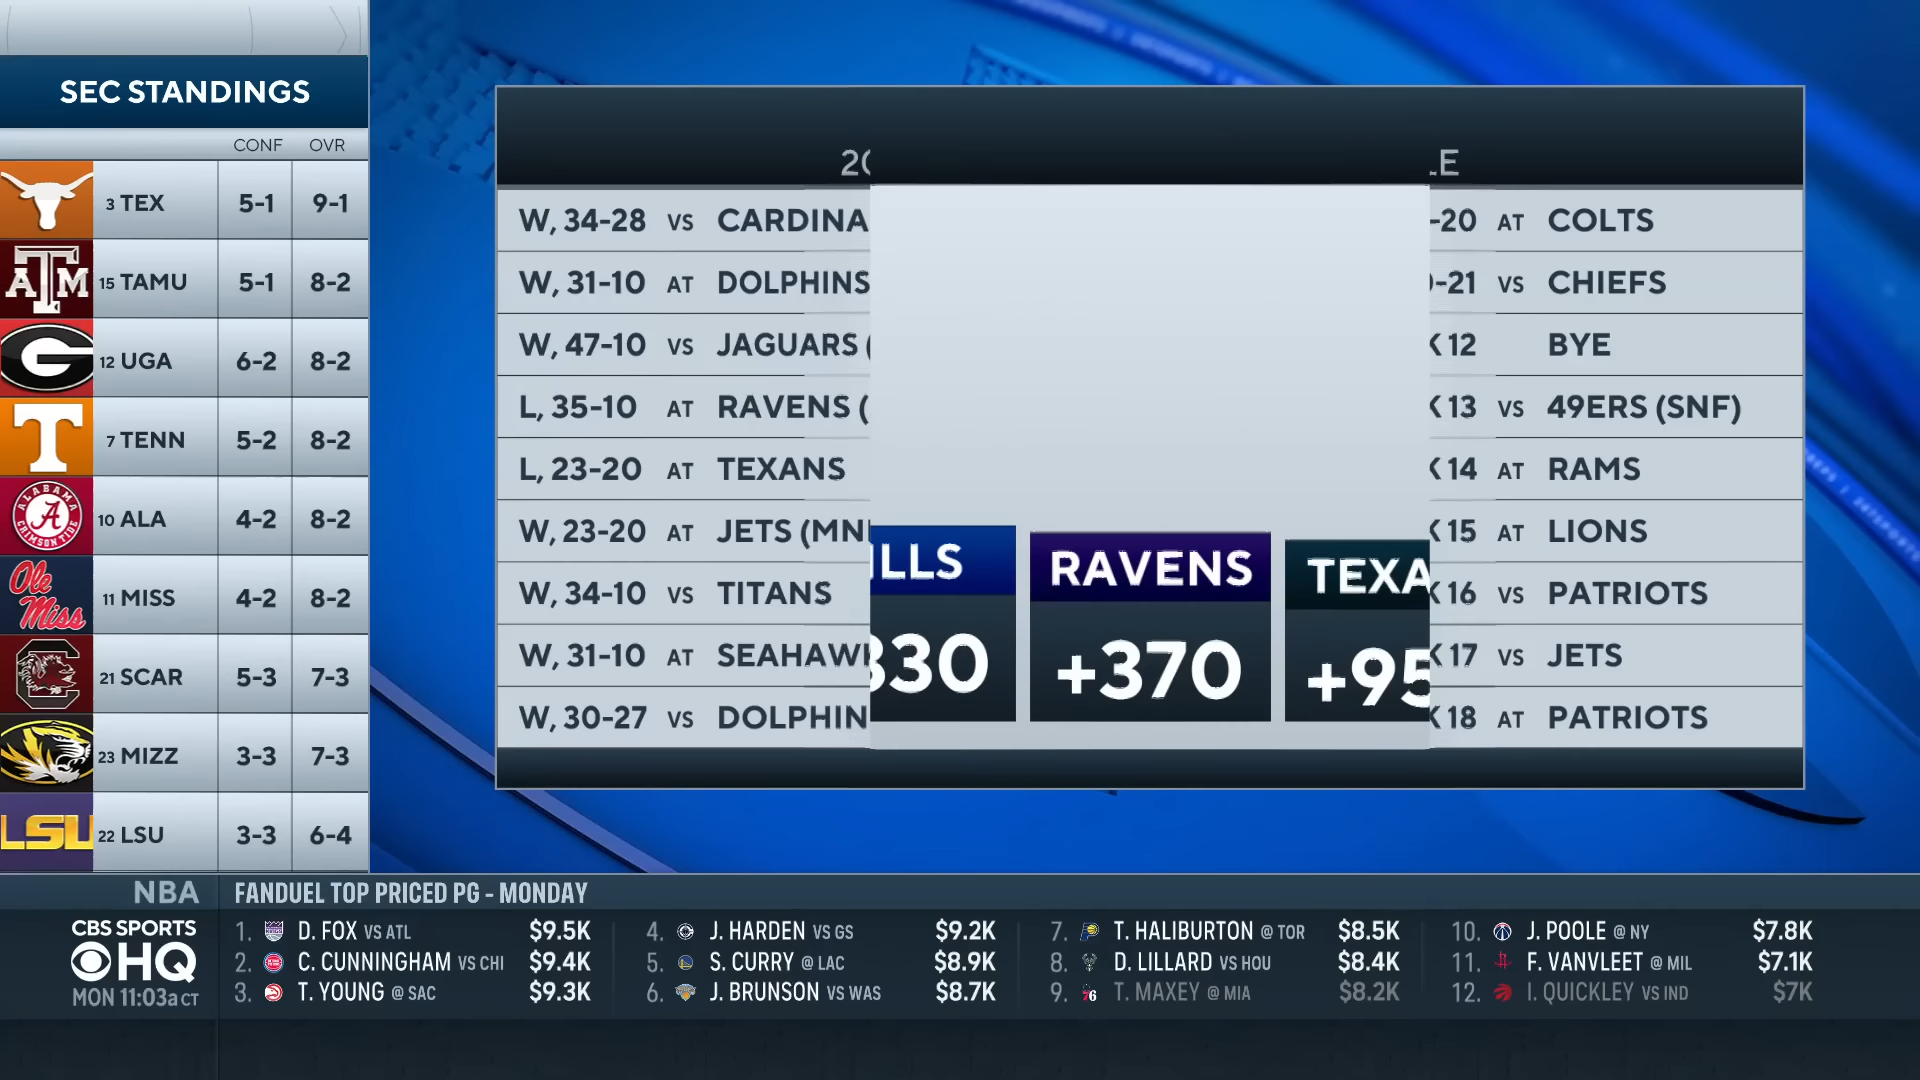 SEC STANDINGS
CONF OVR
3 TEX 5-1 9-1
15 TAMU 5-1 8-2
12 UGA 6-2 8-2
7 TENN 5-2 8-2
ALABAMA CRIMSON TIDE
10 ALA 4-2 8-2
Ole Miss
11 MISS 4-2 8-2
21 SCAR 5-3 7-3
23 MIZZ 3-3 7-3
LSU
22 LSU 3-3 6-4
W, 34-28 VS
W, 31-10 AT DOLPHINS
W, 47-10 VS JAGUARS
L, 35-10 AT RAVENS
L, 23-20 AT TEXANS
W, 23-20 AT JETS
W, 34-10 VS TITANS
W, 31-10 AT
W, 30-27 VS
-20 AT COLTS
-21 VS CHIEFS
12 BYE
13 VS 49ERS (SNF)
14 AT RAMS
15 AT LIONS
16 VS PATRIOTS
17 VS JETS
18 AT PATRIOTS
RAVENS
+370
NBA FANDUEL TOP PRICED PG - MONDAY
CBS SPORTS
HQ
MON 11:03a CT
1. D. FOX VS ATL $9.5K
2. C. CUNNINGHAM VS CHI $9.4K
3. T. YOUNG @ SAC $9.3K
4. J. HARDEN VS GS $9.2K
5. S. CURRY @ LAC $8.9K
6. J. BRUNSON VS WAS $8.7K
7. T. HALIBURTON @ TOR $8.5K
8. D. LILLARD VS HOU $8.4K
9. T. MAXEY @ MIA $8.2K
10. J. POOLE @ NY $7.8K
11. F. VANVLEET @ MIL $7.1K
12. I. QUICKLEY VS IND $7K